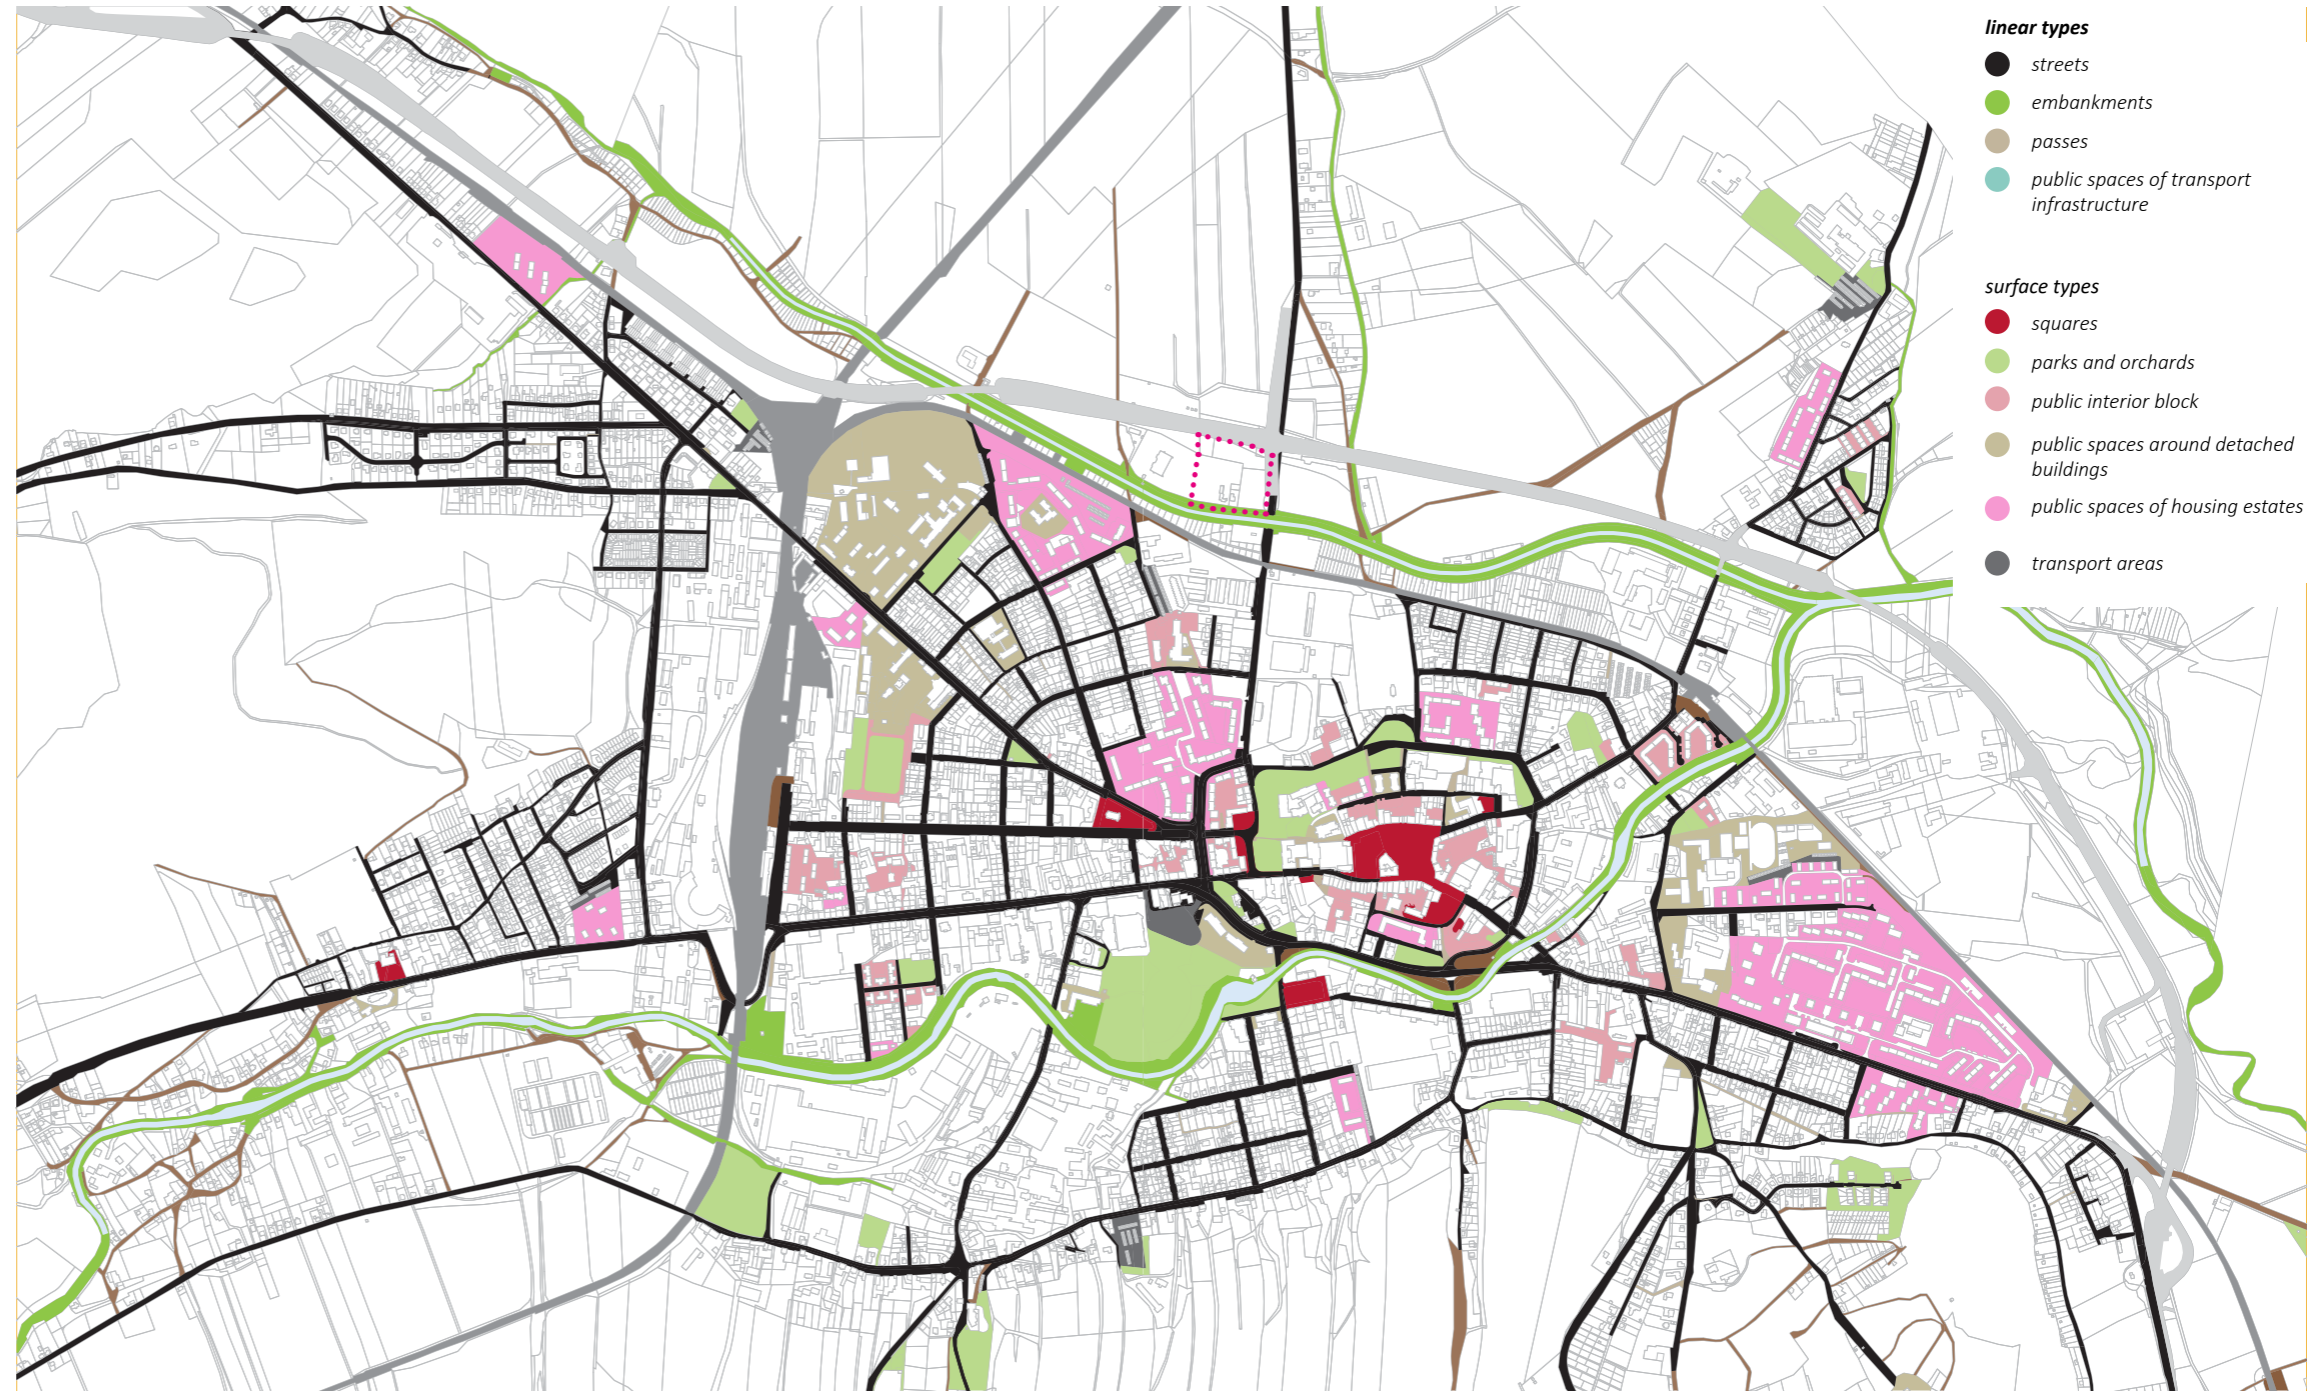 linear types
streets
embankments
passes
public spaces of transport
infrastructure
surface types
squares
parks and orchards
public interior block
public spaces around detached
buildings
public spaces of housing estates
transport areas